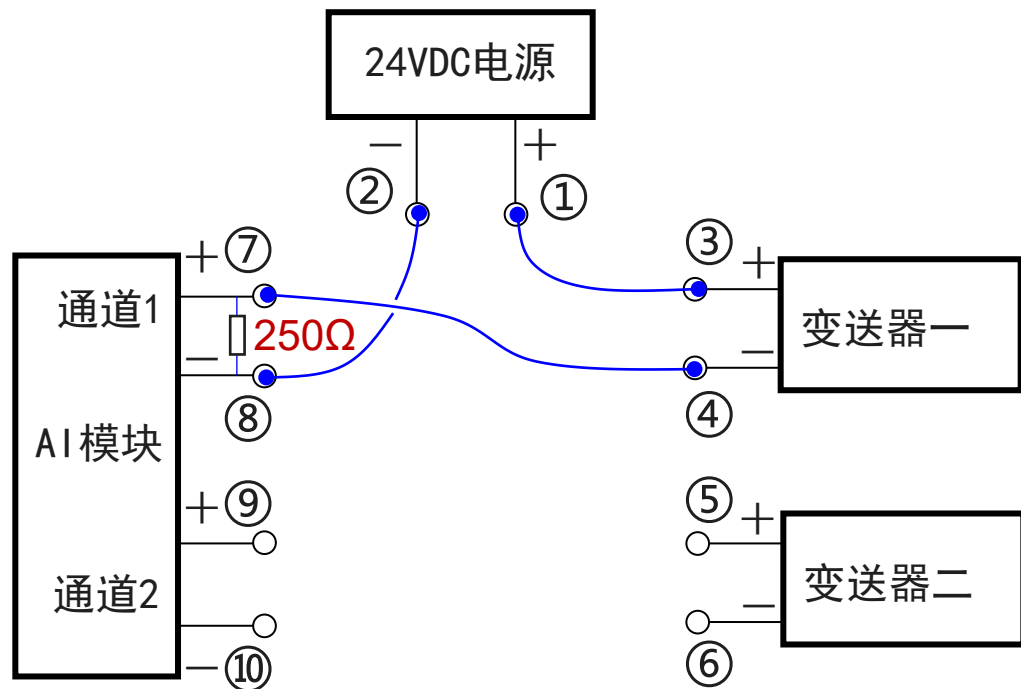 24VDC电源
− +
② ①
+ ⑦ ③ +
通道1 变送器一
250Ω
− ⑧ ④ −
AI模块
+ ⑨ ⑤ +
通道2 变送器二
− ⑩ ⑥ −